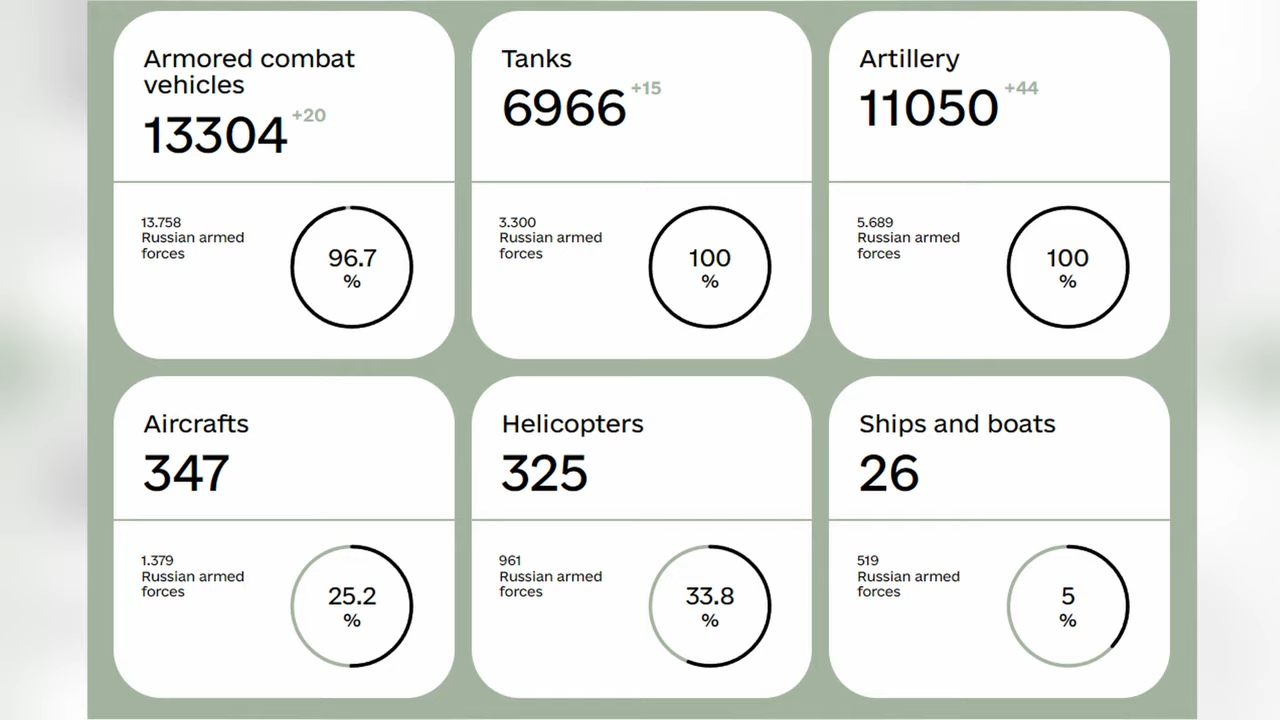 Armored combat
vehicles
13304 +20
13.758
Russian armed
forces
96.7
%
Tanks
6966 +15
3.300
Russian armed
forces
100
%
Artillery
11050 +44
5.689
Russian armed
forces
100
%
Aircrafts
347
1.379
Russian armed
forces
25.2
%
Helicopters
325
961
Russian armed
forces
33.8
%
Ships and boats
26
519
Russian armed
forces
5
%